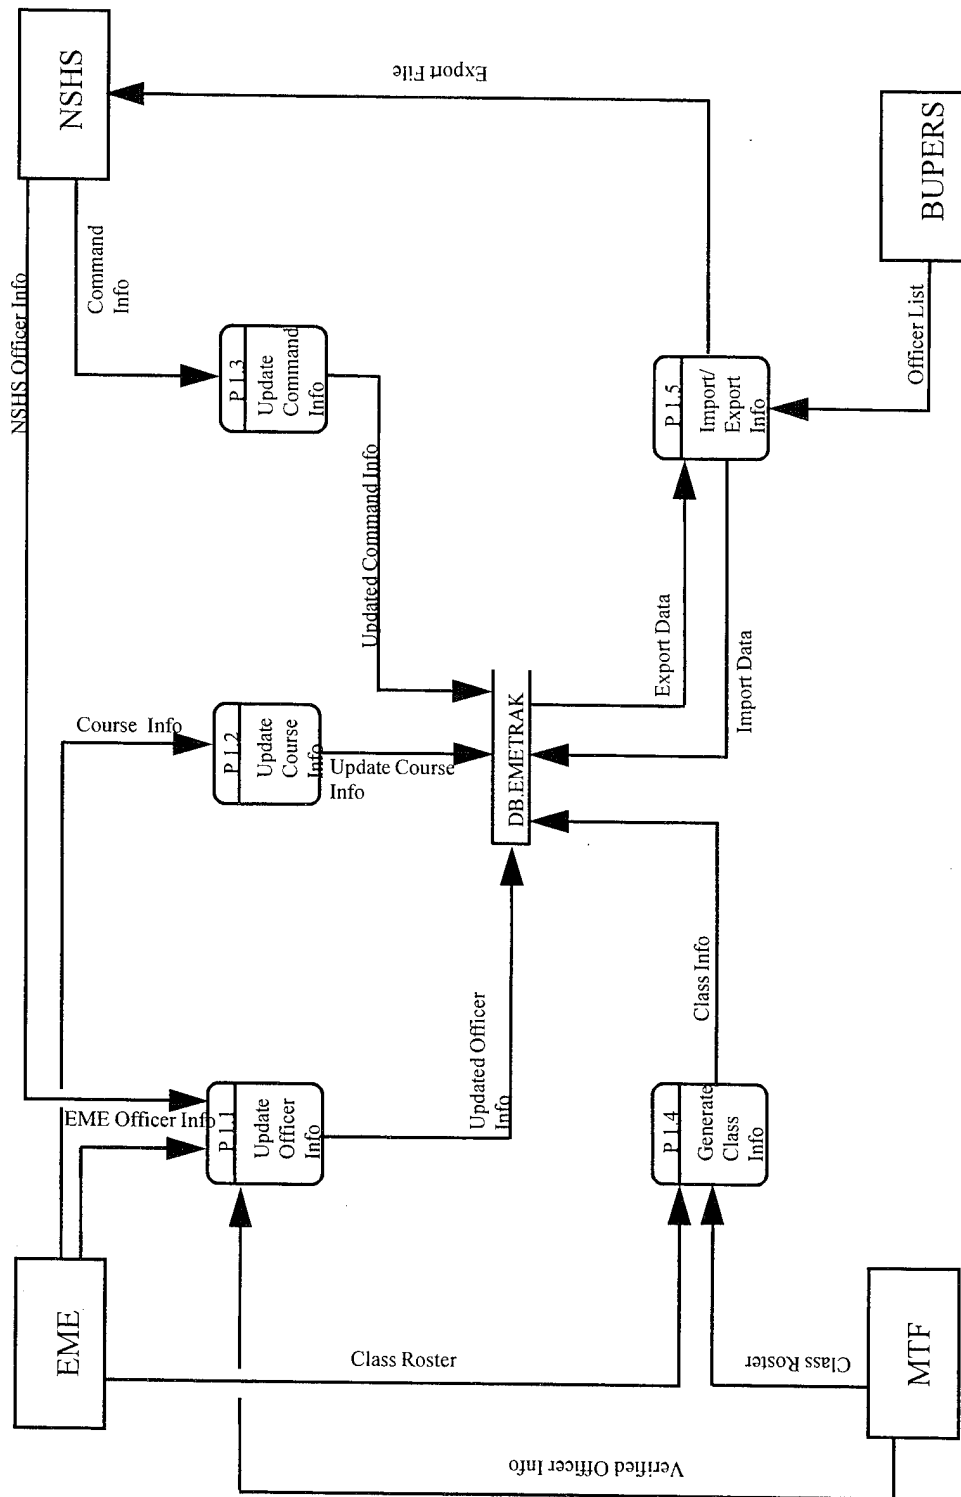 NSHS
Export File
BUPERS
NSHS Officer Info
Command
Info
Officer List
P 1.3
Update
Command
Info
P 1.5
Import/
Export
Info
Updated Command Info
Export Data
Import Data
Course Info
P 1.2
Update
Course
Info
Update Course
Info
DB.EMETRAK
Class Info
EME Officer Info
P 1.1
Update
Officer
Info
Updated Officer
Info
P 1.4
Generate
Class
Info
EME
Class Roster
Class Roster
MTF
Verified Officer Info